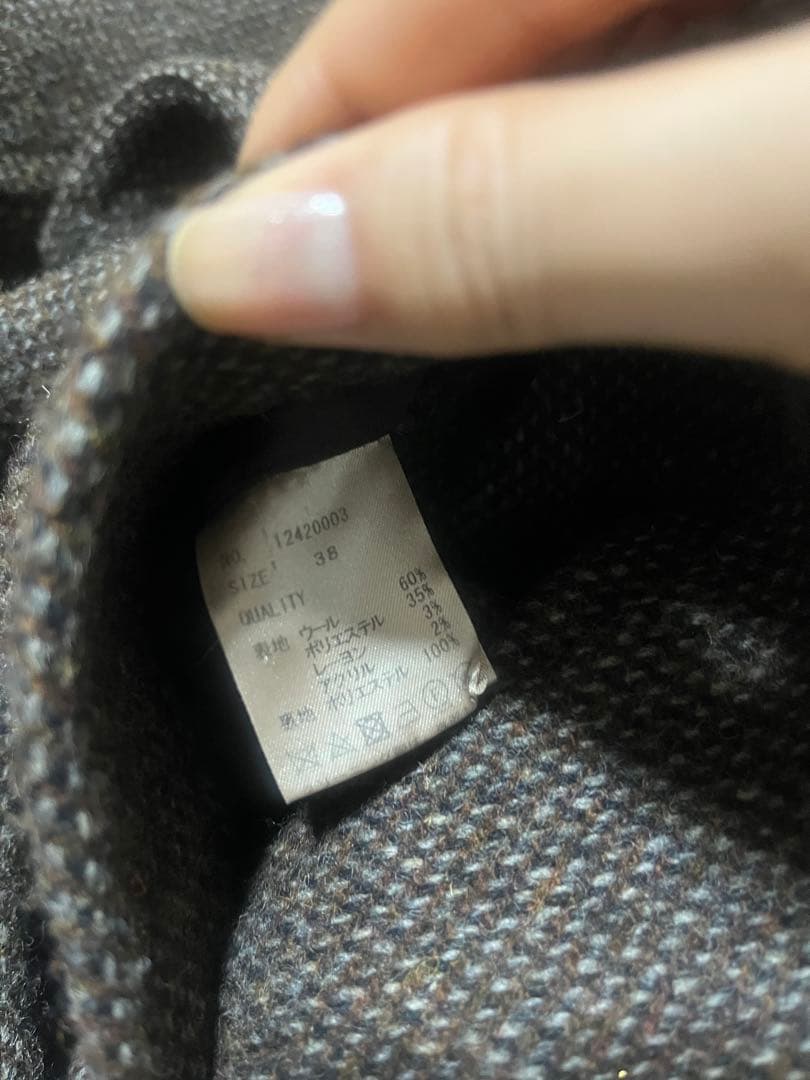 NO. 12420003
SIZE 38
QUALITY
表地 ウール 60%
ポリエステル 35%
レーヨン 3%
アクリル 2%
裏地 ポリエステル 100%